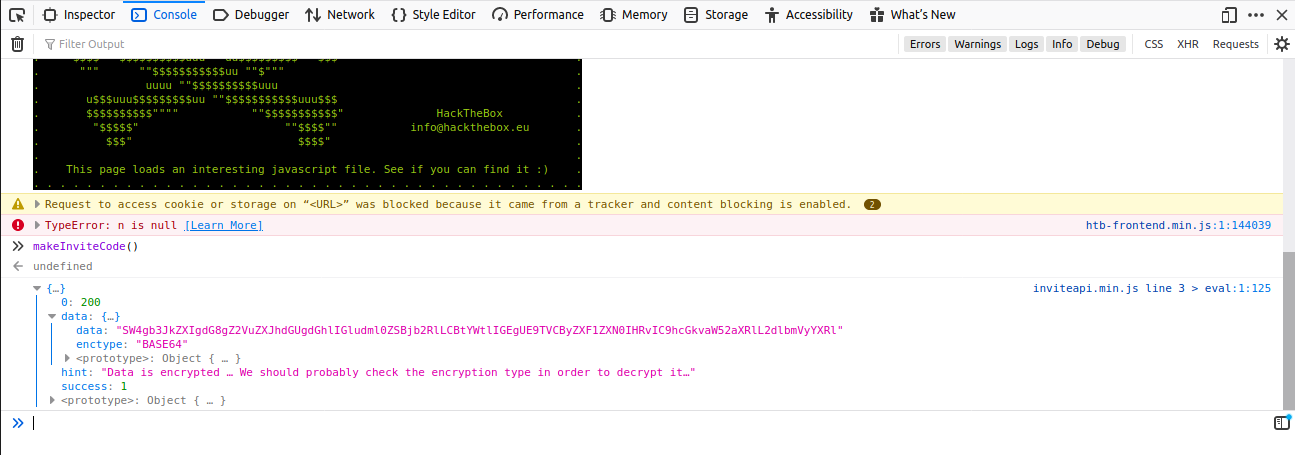 Inspector Console Debugger Network Style Editor Performance Memory Storage Accessibility What's New
Filter Output Errors Warnings Logs Info Debug CSS XHR Requests
. """ ""$$$$$$$$$$$uu ""$""" .
. uuuu ""$$$$$$$$$$uuu .
. u$$$uuu$$$$$$$$$uu ""$$$$$$$$$$$uuu$$$ .
. $$$$$$$$$$"""" ""$$$$$$$$$$$" HackTheBox .
. "$$$$$" ""$$$$"" info@hackthebox.eu .
. $$$" $$$$" .
. .
. This page loads an interesting javascript file. See if you can find it :) .
. . . . . . . . . . . . . . . . . . . . . . . . . . . . . . . . . . . . . . . . . .
Request to access cookie or storage on “<URL>” was blocked because it came from a tracker and content blocking is enabled. 2
TypeError: n is null [Learn More] htb-frontend.min.js:1:144039
makeInviteCode()
undefined
{…} inviteapi.min.js line 3 > eval:1:125
0: 200
data: {…}
data: "SW4gb3JkZXIgdG8gZ2VuZXJhdGUgdGhlIGludml0ZSBjb2RlLCBtYWtlIGEgUE9TVCByZXF1ZXN0IHRvIC9hcGkvaW52aXRlL2dlbmVyYXRl"
enctype: "BASE64"
<prototype>: Object { … }
hint: "Data is encrypted … We should probably check the encryption type in order to decrypt it…"
success: 1
<prototype>: Object { … }